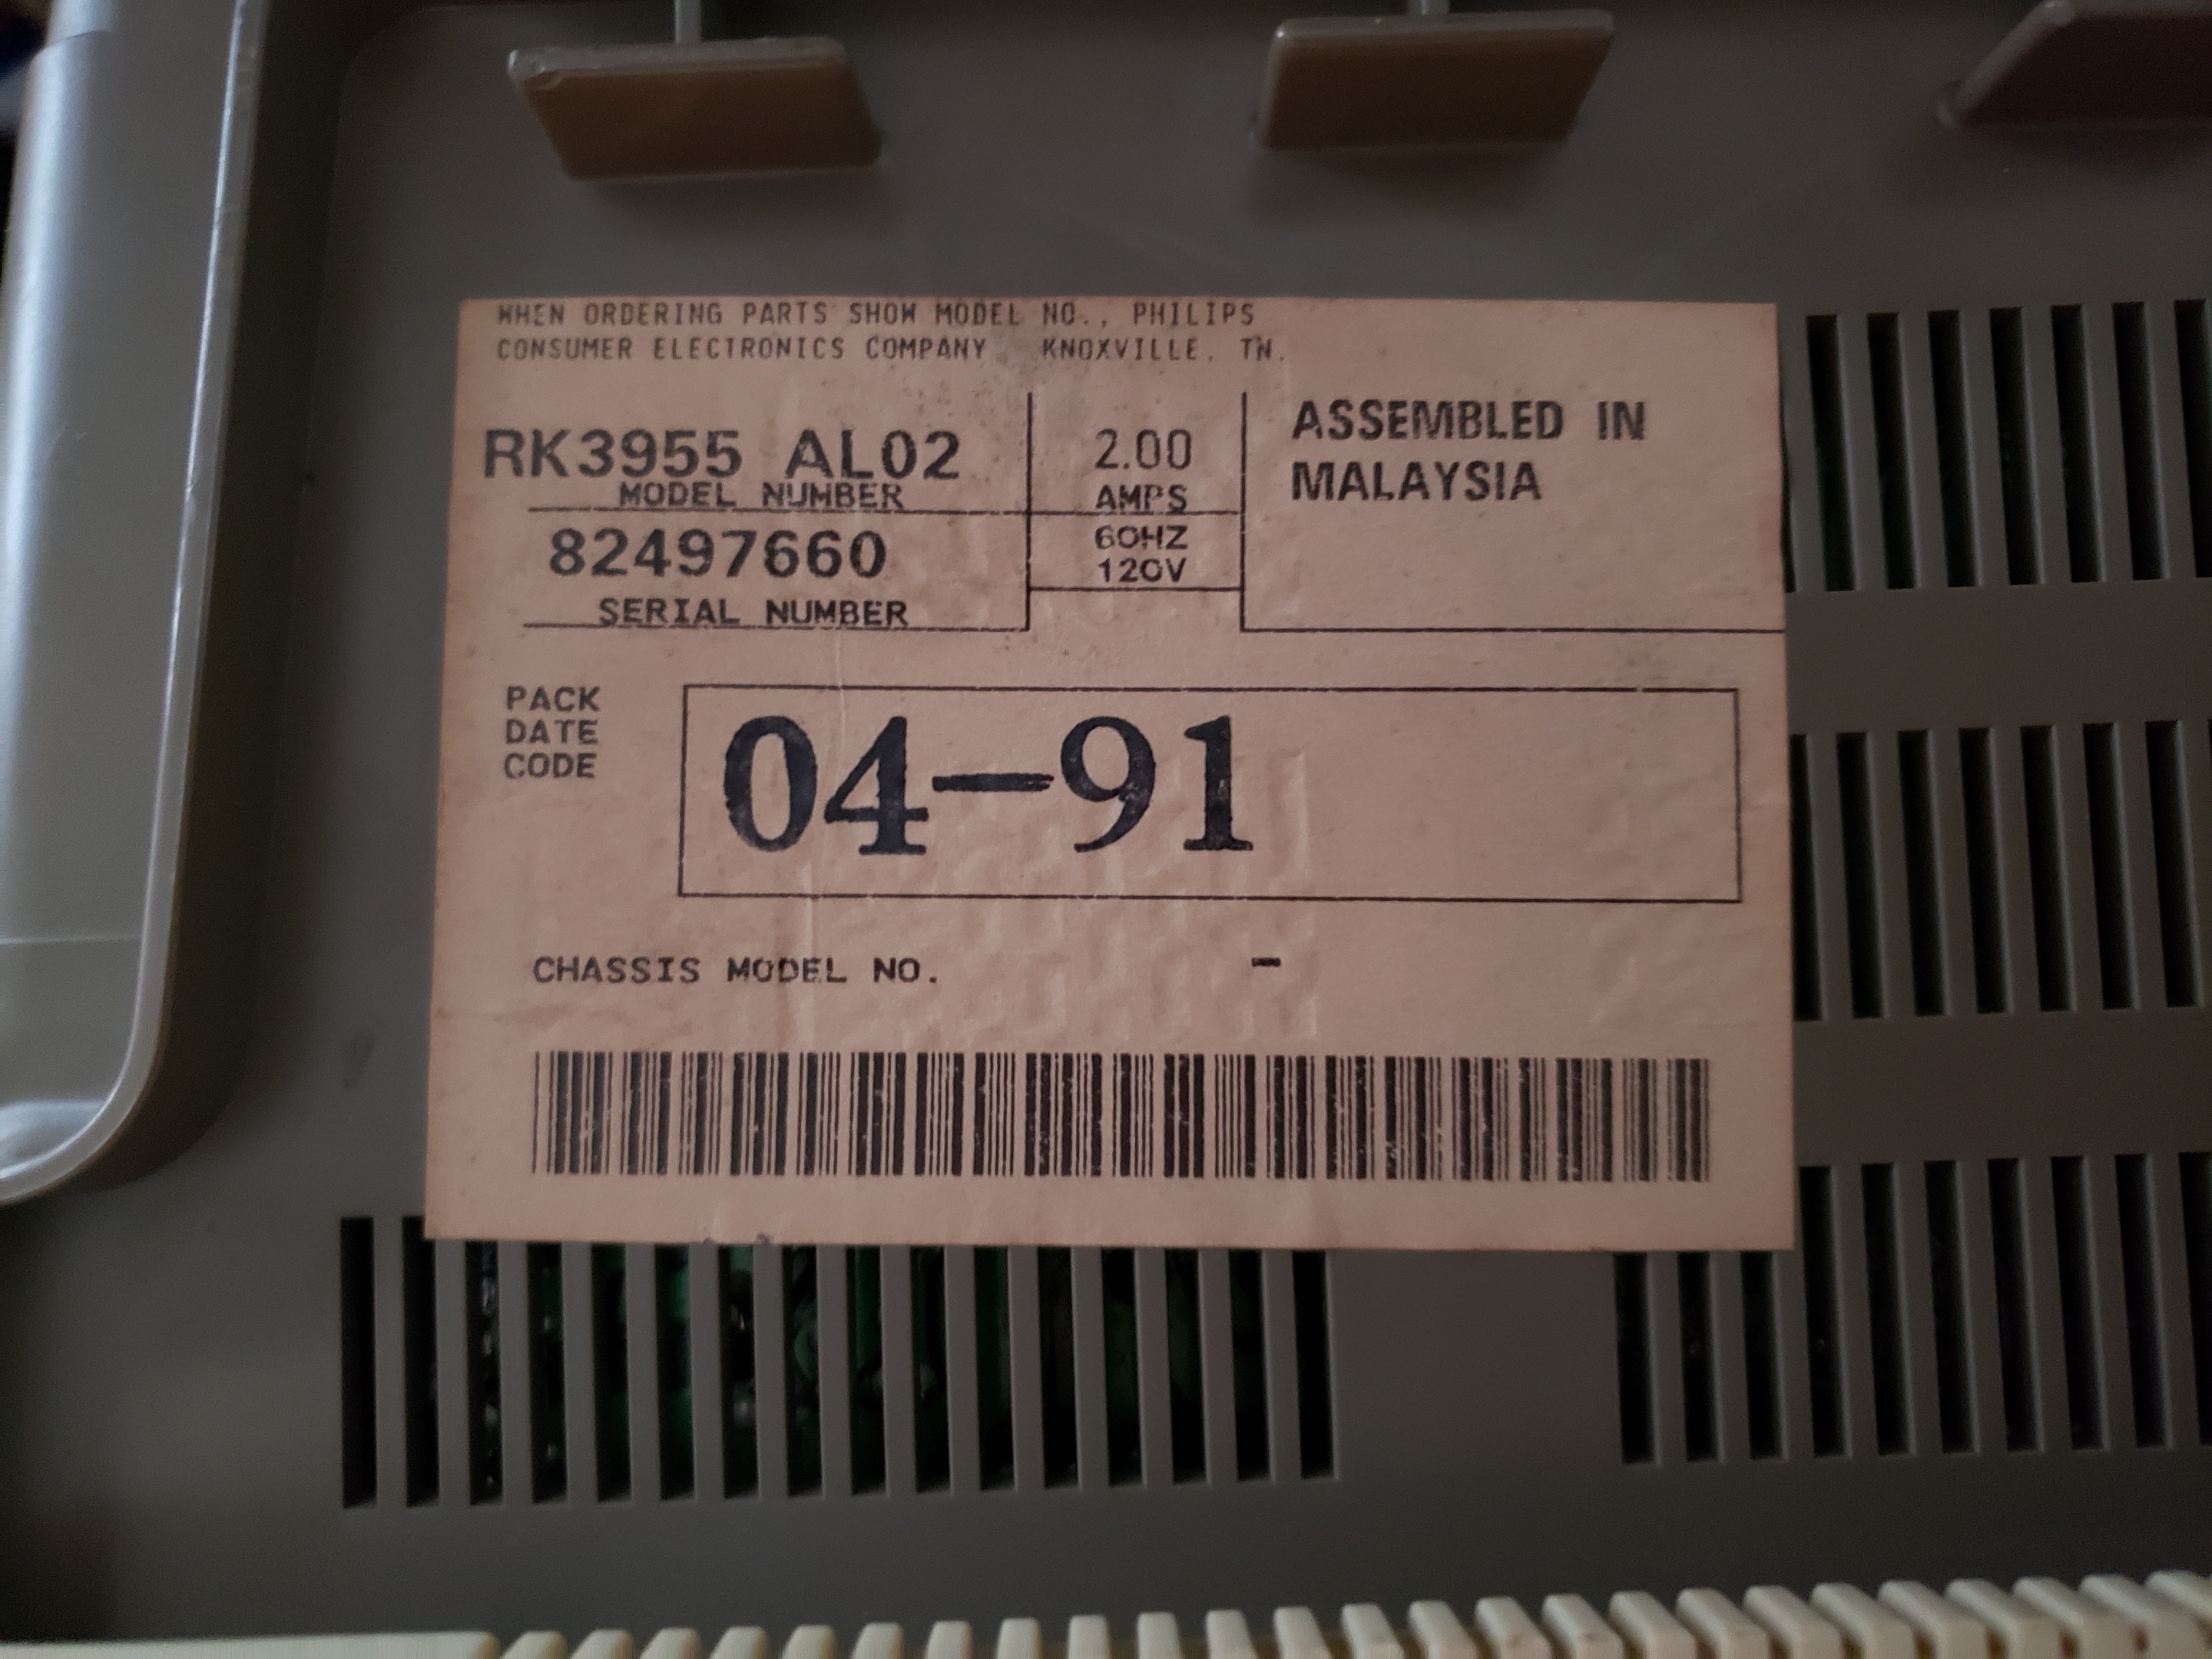 WHEN ORDERING PARTS SHOW MODEL NO., PHILIPS
CONSUMER ELECTRONICS COMPANY KNOXVILLE, TN.
RK3955 AL02
MODEL NUMBER
82497660
SERIAL NUMBER
2.00
AMPS
60HZ
120V
ASSEMBLED IN
MALAYSIA
PACK
DATE
CODE
04-91
CHASSIS MODEL NO. -